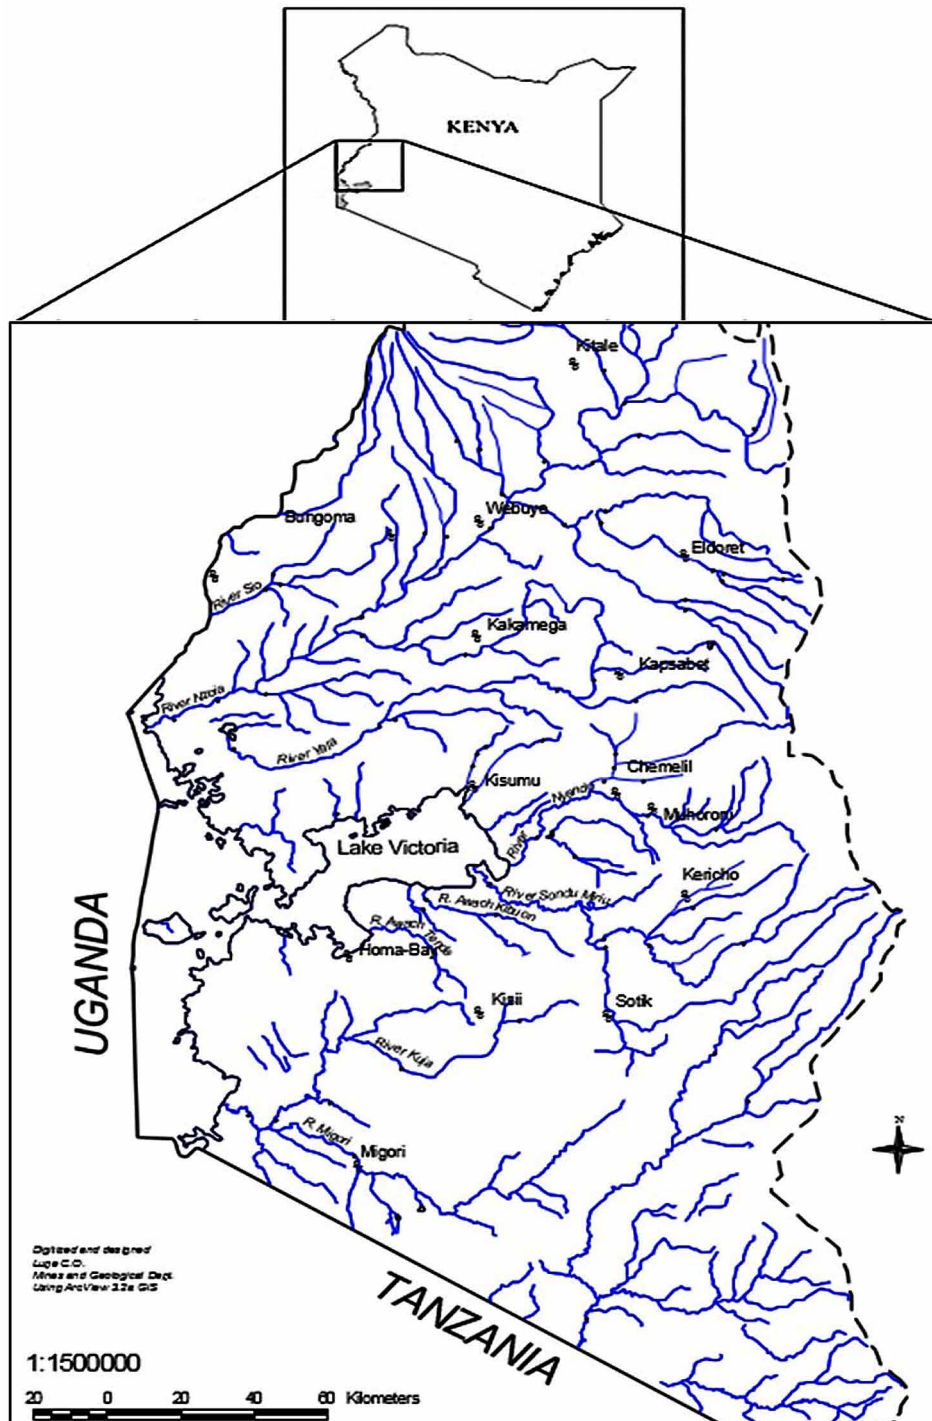 KENYA
Kitale
Bungoma
Webuye
Eldoret
River Sio
Kakamega
Kapsabet
River Nzoia
River Yala
Kisumu
Chemelil
River Nyando
Muhoroni
Lake Victoria
Kericho
River Sondu Miriu
R. Awach Kibuon
R. Awach Tende
Homa-Bay
UGANDA
Kisii
Sotik
River Kuja
R. Migori
Migori
N
Digitized and designed
C.O.
Mines and Geological Dept.
Using ArcView 3.2a GIS
TANZANIA
1:1500000
20 0 20 40 60 Kilometers